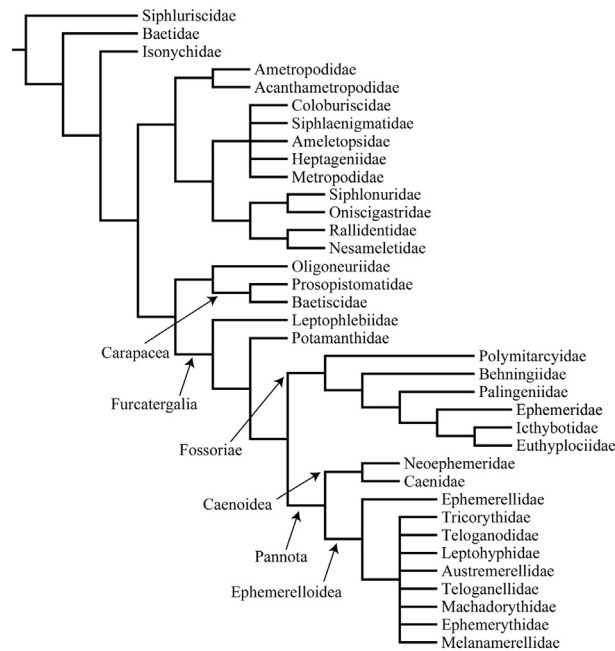 Siphluriscidae
Baetidae
Isonychidae
Ametropodidae
Acanthametropodidae
Coloburiscidae
Siphlaenigmatidae
Ameletopsidae
Heptageniidae
Metropodidae
Siphlonuridae
Oniscigastridae
Rallidentidae
Nesameletidae
Oligoneuriidae
Prosopistomatidae
Baetiscidae
Leptophlebiidae
Potamanthidae
Carapacea
Polymitarcyidae
Behningiidae
Palingeniidae
Furcatergalia
Ephemeridae
Icthybotidae
Euthyplociidae
Fossoriae
Neoephemeridae
Caenidae
Caenoidea
Ephemerellidae
Tricorythidae
Teloganodidae
Leptohyphidae
Pannota
Austremerellidae
Teloganellidae
Ephemerelloidea
Machadorythidae
Ephemerythidae
Melanamerellidae